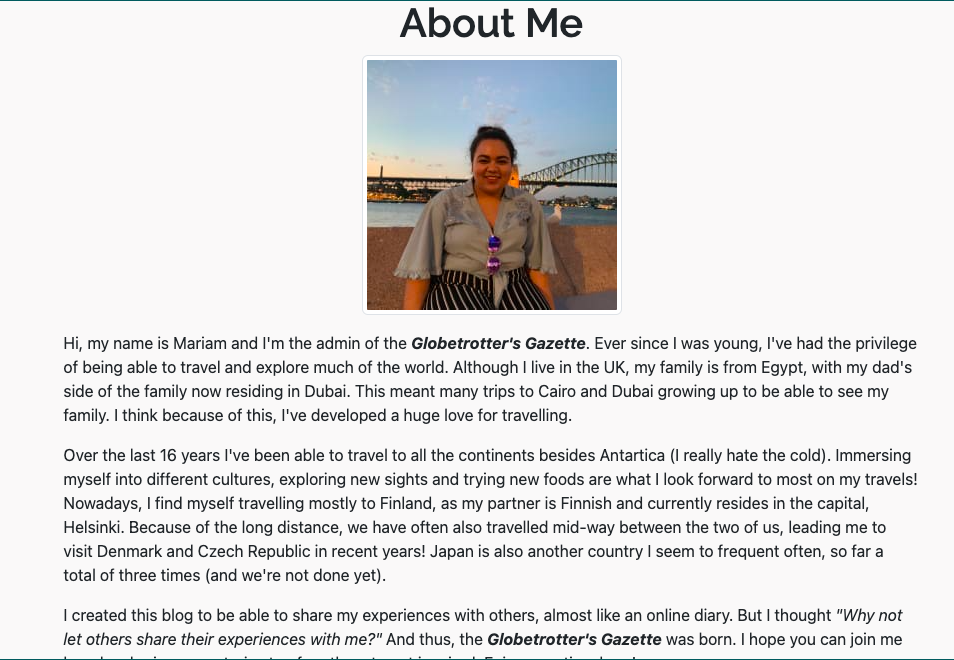 About Me
Hi, my name is Mariam and I'm the admin of the Globetrotter's Gazette. Ever since I was young, I've had the privilege
of being able to travel and explore much of the world. Although I live in the UK, my family is from Egypt, with my dad's
side of the family now residing in Dubai. This meant many trips to Cairo and Dubai growing up to be able to see my
family. I think because of this, I've developed a huge love for travelling.
Over the last 16 years I've been able to travel to all the continents besides Antartica (I really hate the cold). Immersing
myself into different cultures, exploring new sights and trying new foods are what I look forward to most on my travels!
Nowadays, I find myself travelling mostly to Finland, as my partner is Finnish and currently resides in the capital,
Helsinki. Because of the long distance, we have often also travelled mid-way between the two of us, leading me to
visit Denmark and Czech Republic in recent years! Japan is also another country I seem to frequent often, so far a
total of three times (and we're not done yet).
I created this blog to be able to share my experiences with others, almost like an online diary. But I thought "Why not
let others share their experiences with me?" And thus, the Globetrotter's Gazette was born. I hope you can join me